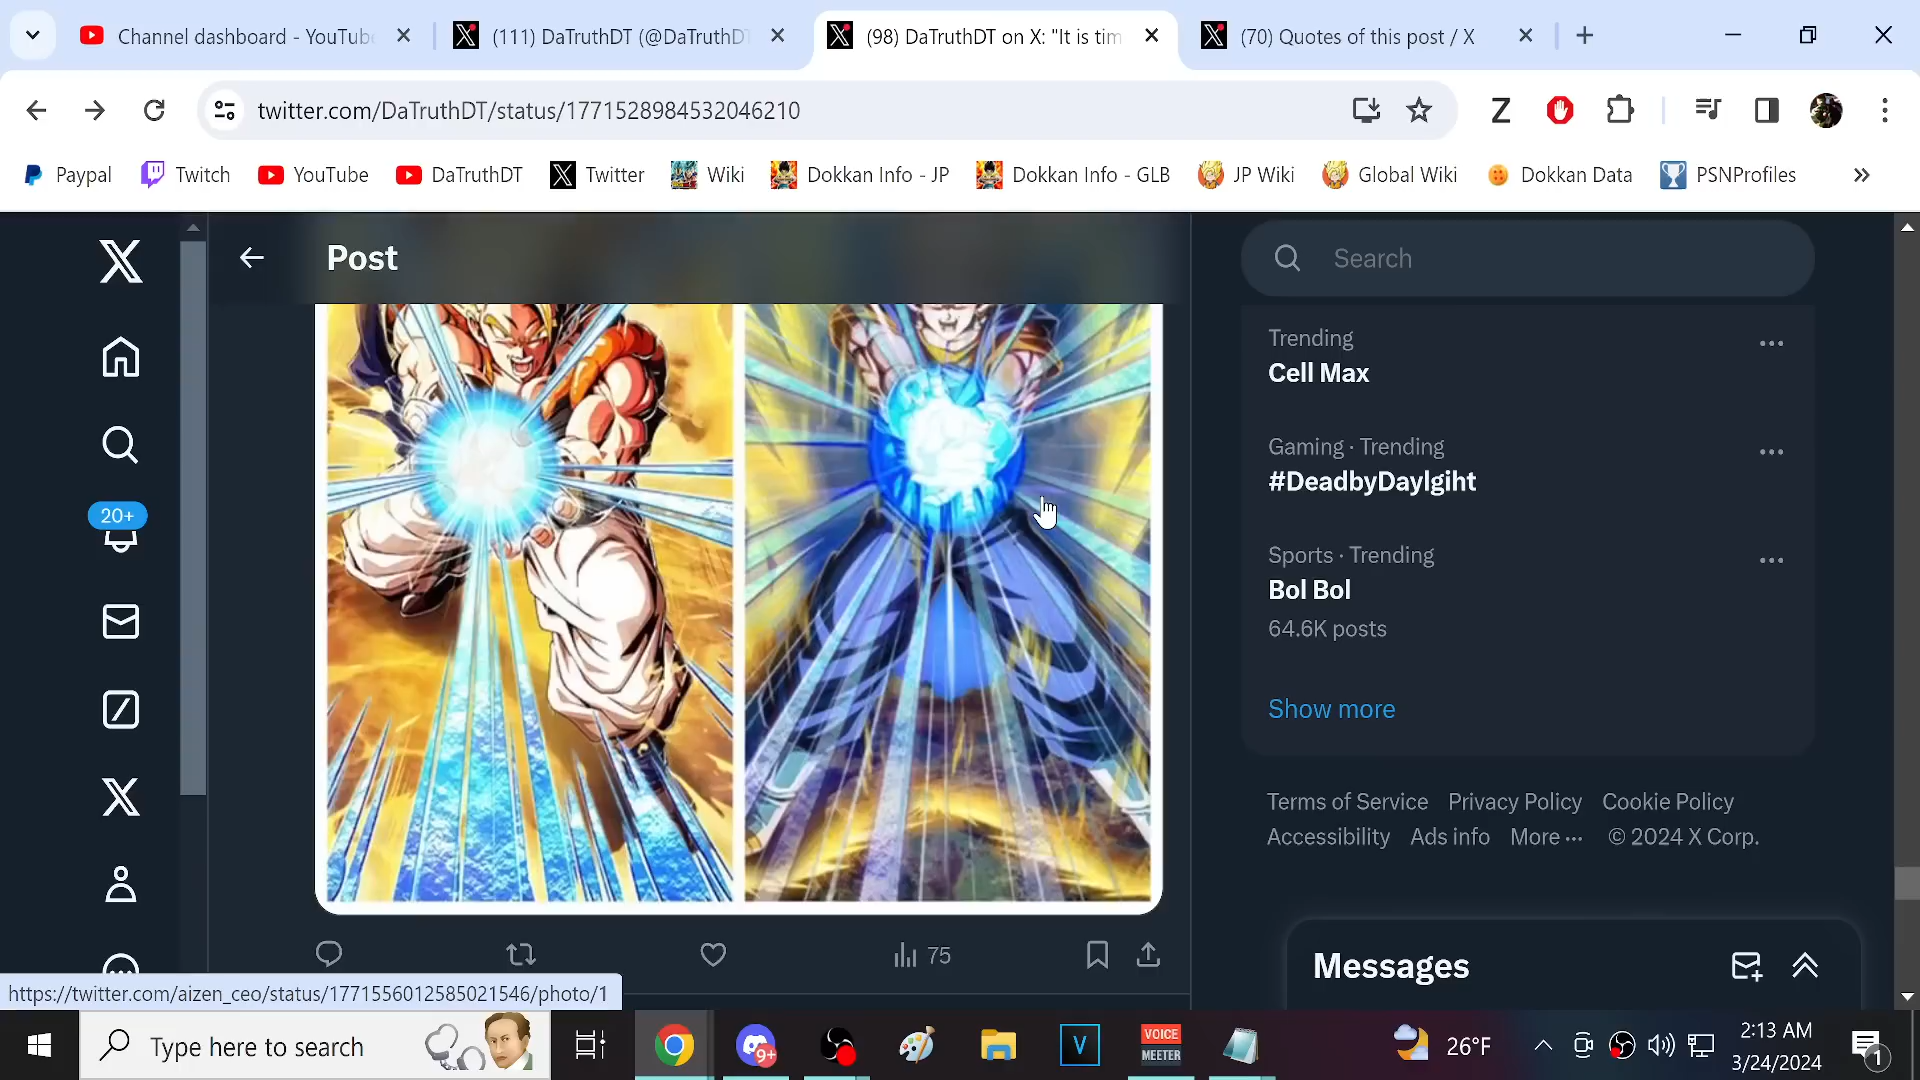 Channel dashboard - YouTub
(111) DaTruthDT (@DaTruthDT
(98) DaTruthDT on X: "It is tim
(70) Quotes of this post / X
twitter.com/DaTruthDT/status/1771528984532046210
Z
Paypal
Twitch
YouTube
DaTruthDT
Twitter
Wiki
Dokkan Info - JP
Dokkan Info - GLB
JP Wiki
Global Wiki
Dokkan Data
PSNProfiles
Post
Search
20+
Trending
Cell Max
Gaming · Trending
#DeadbyDaylgiht
Sports · Trending
Bol Bol
64.6K posts
Show more
Terms of Service Privacy Policy Cookie Policy
Accessibility Ads info More ··· © 2024 X Corp.
75
Messages
https://twitter.com/aizen_ceo/status/1771556012585021546/photo/1
Type here to search
9+
V
VOICE
MEETER
26°F
2:13 AM
3/24/2024
1